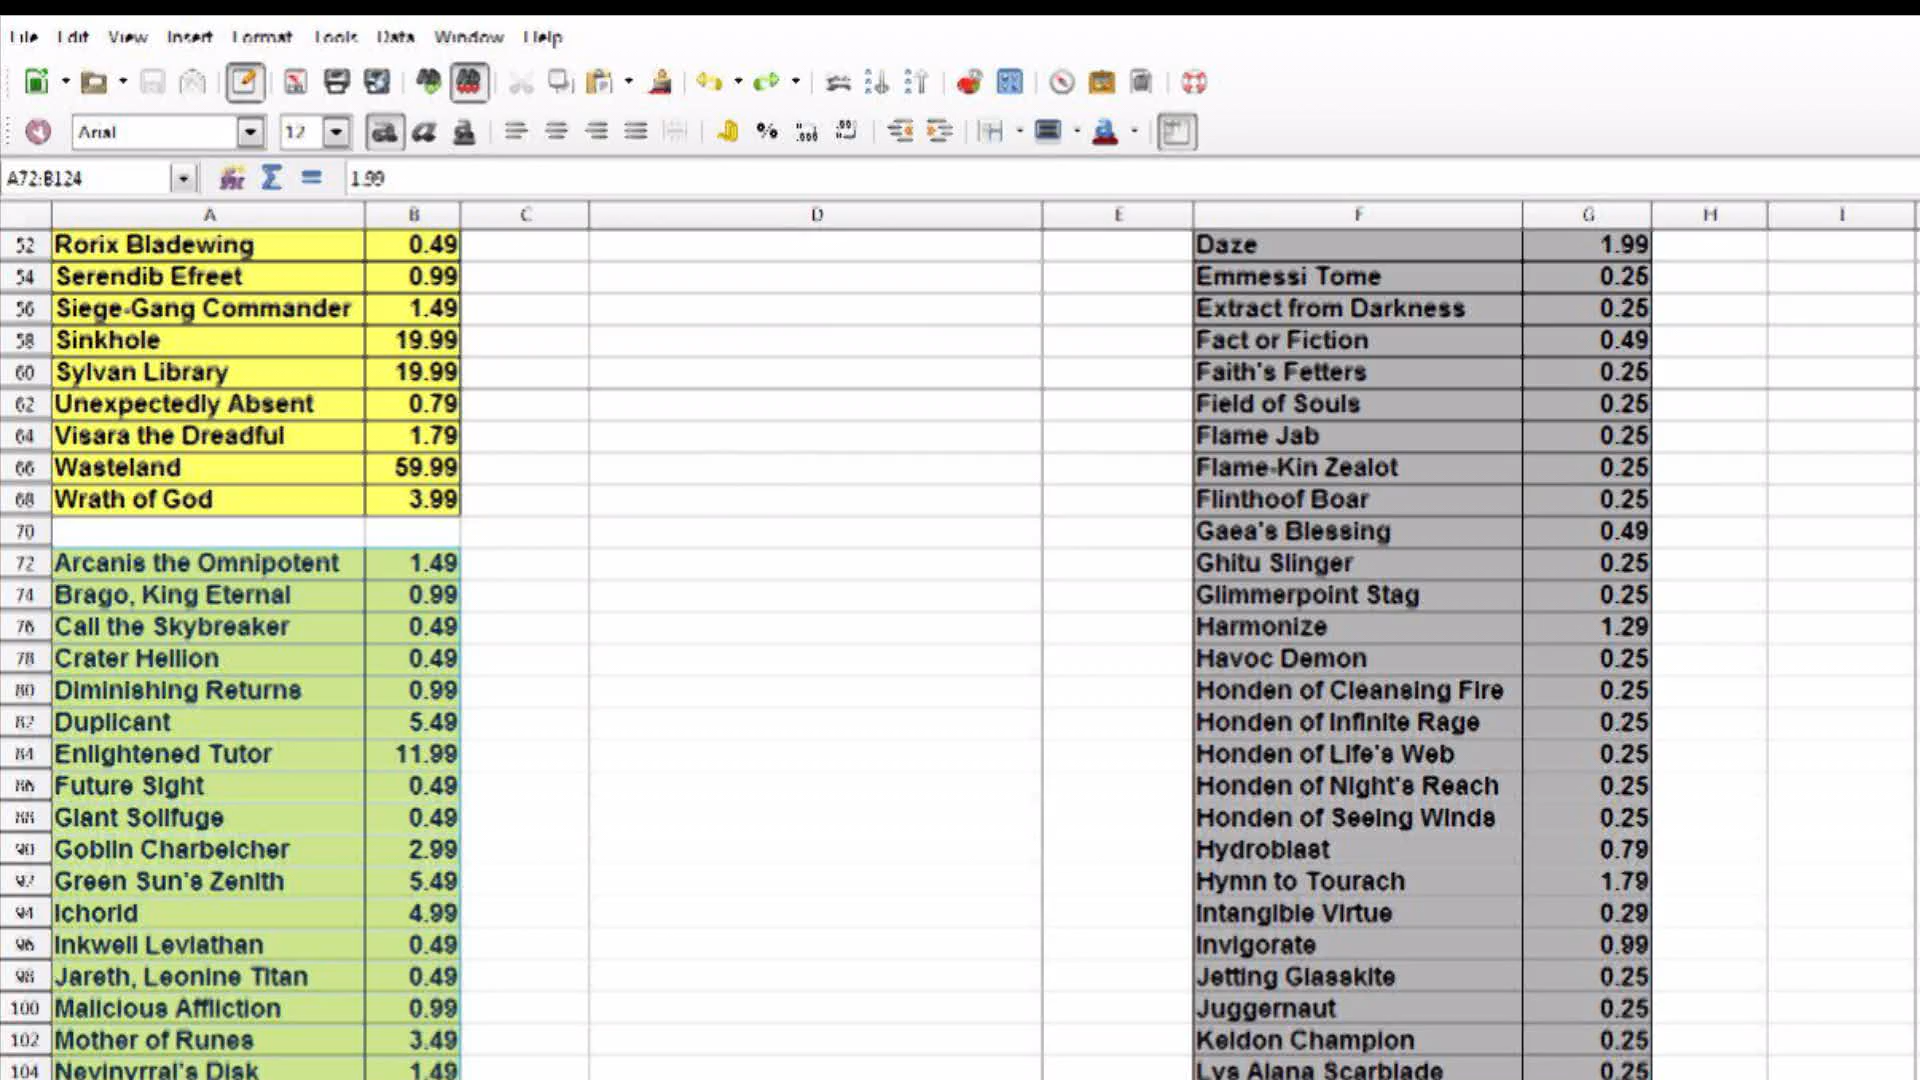 File Edit View Insert Format Tools Data Window Help
Arial 12
A72:B124 1.99
A B C D E F G H I
52 Rorix Bladewing 0.49 Daze 1.99
54 Serendib Efreet 0.99 Emmessi Tome 0.25
56 Siege-Gang Commander 1.49 Extract from Darkness 0.25
58 Sinkhole 19.99 Fact or Fiction 0.49
60 Sylvan Library 19.99 Faith's Fetters 0.25
62 Unexpectedly Absent 0.79 Field of Souls 0.25
64 Visara the Dreadful 1.79 Flame Jab 0.25
66 Wasteland 59.99 Flame-Kin Zealot 0.25
68 Wrath of God 3.99 Flinthoof Boar 0.25
70 Gaea's Blessing 0.49
72 Arcanis the Omnipotent 1.49 Ghitu Slinger 0.25
74 Brago, King Eternal 0.99 Glimmerpoint Stag 0.25
76 Call the Skybreaker 0.49 Harmonize 1.29
78 Crater Hellion 0.49 Havoc Demon 0.25
80 Diminishing Returns 0.99 Honden of Cleansing Fire 0.25
82 Duplicant 5.49 Honden of Infinite Rage 0.25
84 Enlightened Tutor 11.99 Honden of Life's Web 0.25
86 Future Sight 0.49 Honden of Night's Reach 0.25
88 Giant Solifuge 0.49 Honden of Seeing Winds 0.25
90 Goblin Charbelcher 2.99 Hydroblast 0.79
92 Green Sun's Zenith 5.49 Hymn to Tourach 1.79
94 Ichorid 4.99 Intangible Virtue 0.29
96 Inkwell Leviathan 0.49 Invigorate 0.99
98 Jareth, Leonine Titan 0.49 Jetting Glasskite 0.25
100 Malicious Affliction 0.99 Juggernaut 0.25
102 Mother of Runes 3.49 Keldon Champion 0.25
104 Nevinyrral's Disk 1.49 Lys Alana Scarblade 0.25